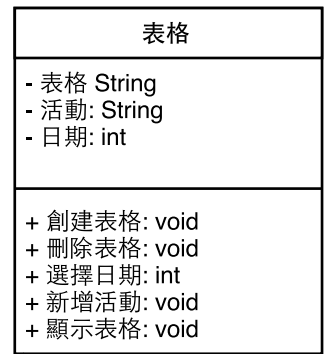 表格
- 表格 String
- 活動: String
- 日期: int
+ 創建表格: void
+ 刪除表格: void
+ 選擇日期: int
+ 新增活動: void
+ 顯示表格: void